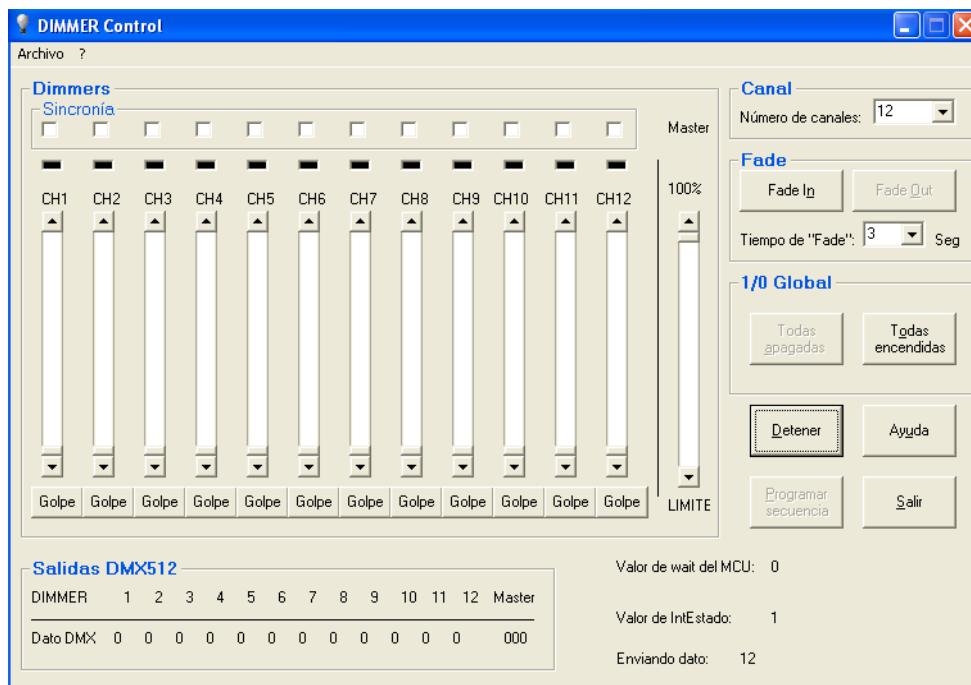 DIMMER Control
Archivo ?
Dimmers
Sincronía
Master
CH1 CH2 CH3 CH4 CH5 CH6 CH7 CH8 CH9 CH10 CH11 CH12
100%
Golpe Golpe Golpe Golpe Golpe Golpe Golpe Golpe Golpe Golpe Golpe Golpe
LIMITE
Canal
Número de canales: 12
Fade
Fade In Fade Out
Tiempo de "Fade": 3 Seg
1/0 Global
Todas
apagadas
Todas
encendidas
Detener Ayuda
Programar
secuencia
Salir
Salidas DMX512
DIMMER 1 2 3 4 5 6 7 8 9 10 11 12 Master
Dato DMX 0 0 0 0 0 0 0 0 0 0 0 0 000
Valor de wait del MCU: 0
Valor de IntEstado: 1
Enviando dato: 12